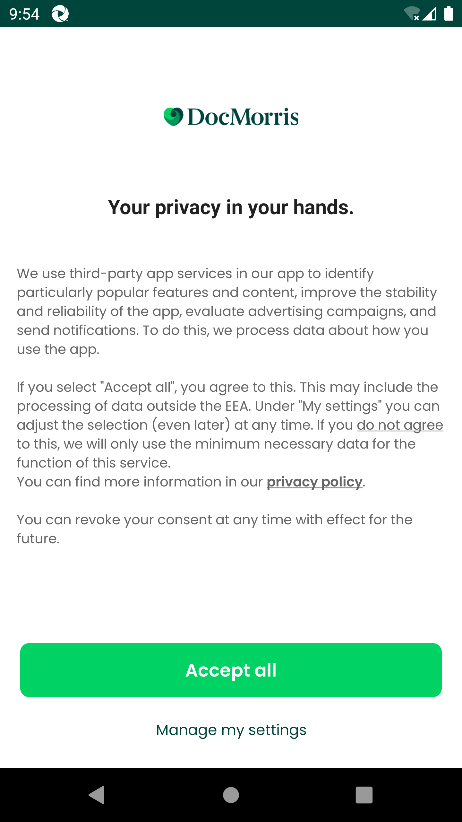 9:54
DocMorris
Your privacy in your hands.
We use third-party app services in our app to identify
particularly popular features and content, improve the stability
and reliability of the app, evaluate advertising campaigns, and
send notifications. To do this, we process data about how you
use the app.
If you select "Accept all", you agree to this. This may include the
processing of data outside the EEA. Under "My settings" you can
adjust the selection (even later) at any time. If you do not agree
to this, we will only use the minimum necessary data for the
function of this service.
You can find more information in our privacy policy.
You can revoke your consent at any time with effect for the
future.
Accept all
Manage my settings